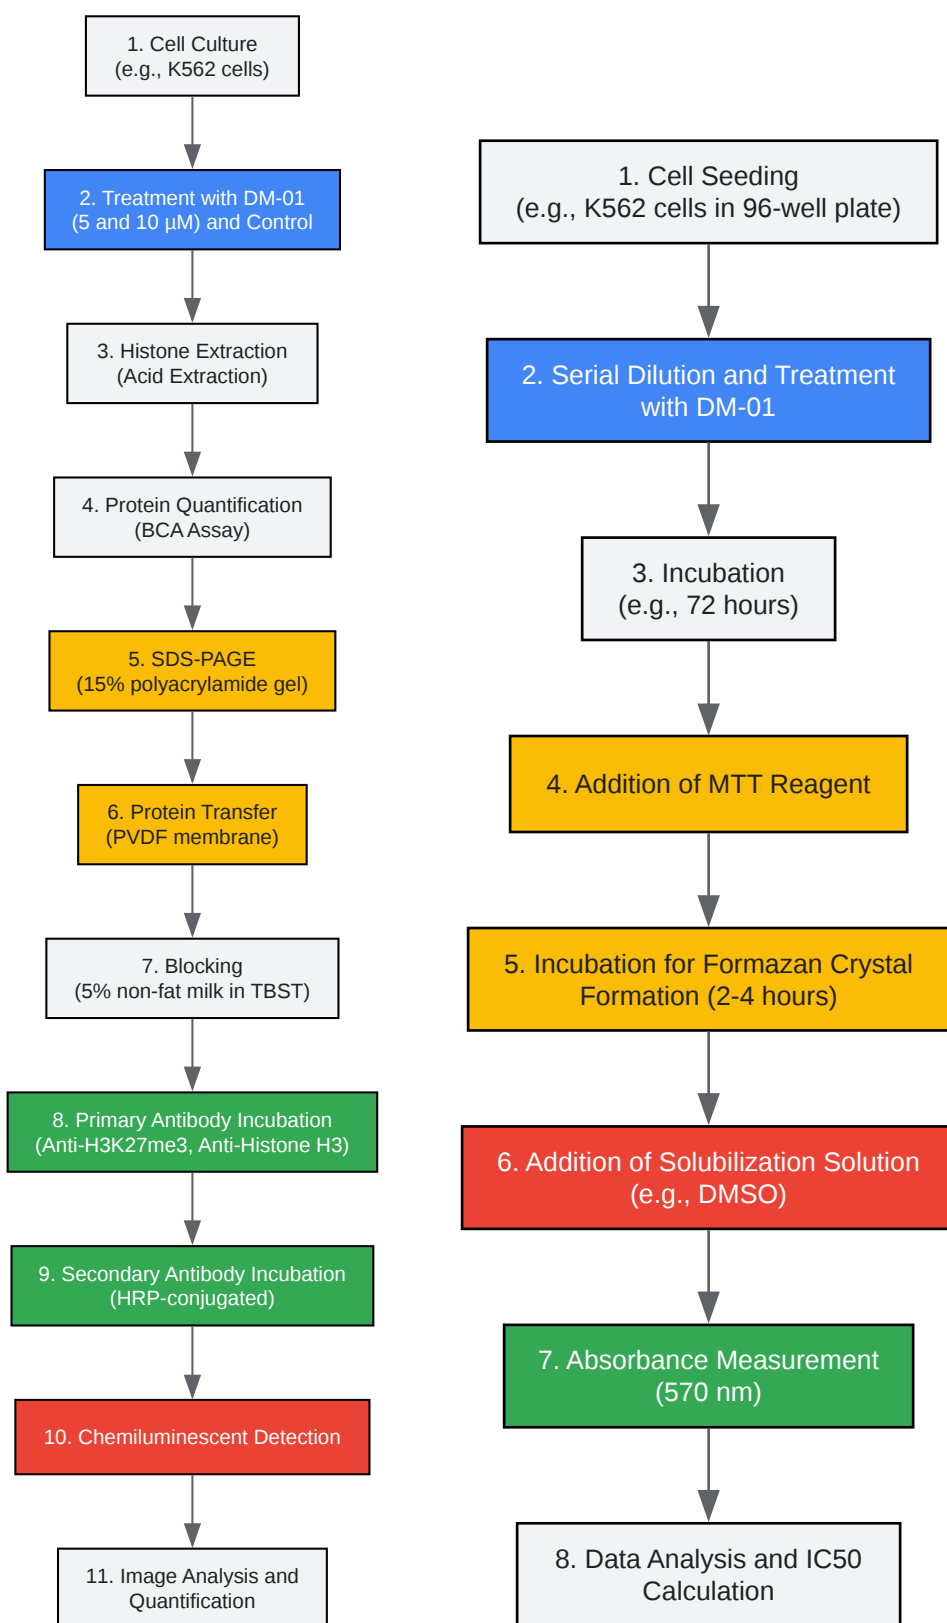 1. Cell Culture
(e.g., K562 cells)
2. Treatment with DM-01
(5 and 10 µM) and Control
3. Histone Extraction
(Acid Extraction)
4. Protein Quantification
(BCA Assay)
5. SDS-PAGE
(15% polyacrylamide gel)
6. Protein Transfer
(PVDF membrane)
7. Blocking
(5% non-fat milk in TBST)
8. Primary Antibody Incubation
(Anti-H3K27me3, Anti-Histone H3)
9. Secondary Antibody Incubation
(HRP-conjugated)
10. Chemiluminescent Detection
11. Image Analysis and
Quantification
1. Cell Seeding
(e.g., K562 cells in 96-well plate)
2. Serial Dilution and Treatment
with DM-01
3. Incubation
(e.g., 72 hours)
4. Addition of MTT Reagent
5. Incubation for Formazan Crystal
Formation (2-4 hours)
6. Addition of Solubilization Solution
(e.g., DMSO)
7. Absorbance Measurement
(570 nm)
8. Data Analysis and IC50
Calculation